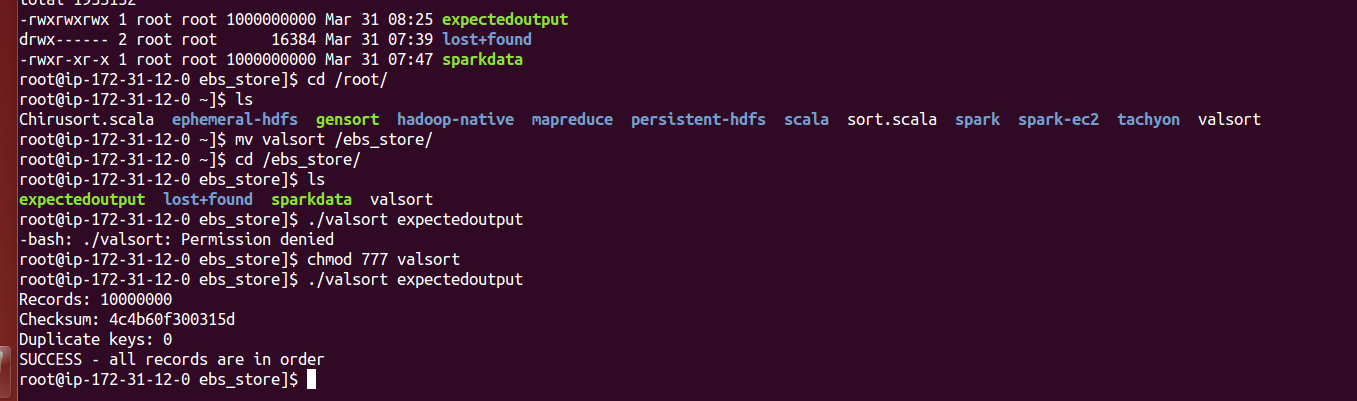 total 1953152
-rwxrwxrwx 1 root root 1000000000 Mar 31 08:25 expectedoutput
drwx------ 2 root root      16384 Mar 31 07:39 lost+found
-rwxr-xr-x 1 root root 1000000000 Mar 31 07:47 sparkdata
root@ip-172-31-12-0 ebs_store]$ cd /root/
root@ip-172-31-12-0 ~]$ ls
Chirusort.scala  ephemeral-hdfs  gensort  hadoop-native  mapreduce  persistent-hdfs  scala  sort.scala  spark  spark-ec2  tachyon  valsort
root@ip-172-31-12-0 ~]$ mv valsort /ebs_store/
root@ip-172-31-12-0 ~]$ cd /ebs_store/
root@ip-172-31-12-0 ebs_store]$ ls
expectedoutput  lost+found  sparkdata  valsort
root@ip-172-31-12-0 ebs_store]$ ./valsort expectedoutput
-bash: ./valsort: Permission denied
root@ip-172-31-12-0 ebs_store]$ chmod 777 valsort
root@ip-172-31-12-0 ebs_store]$ ./valsort expectedoutput
Records: 10000000
Checksum: 4c4b60f300315d
Duplicate keys: 0
SUCCESS - all records are in order
root@ip-172-31-12-0 ebs_store]$